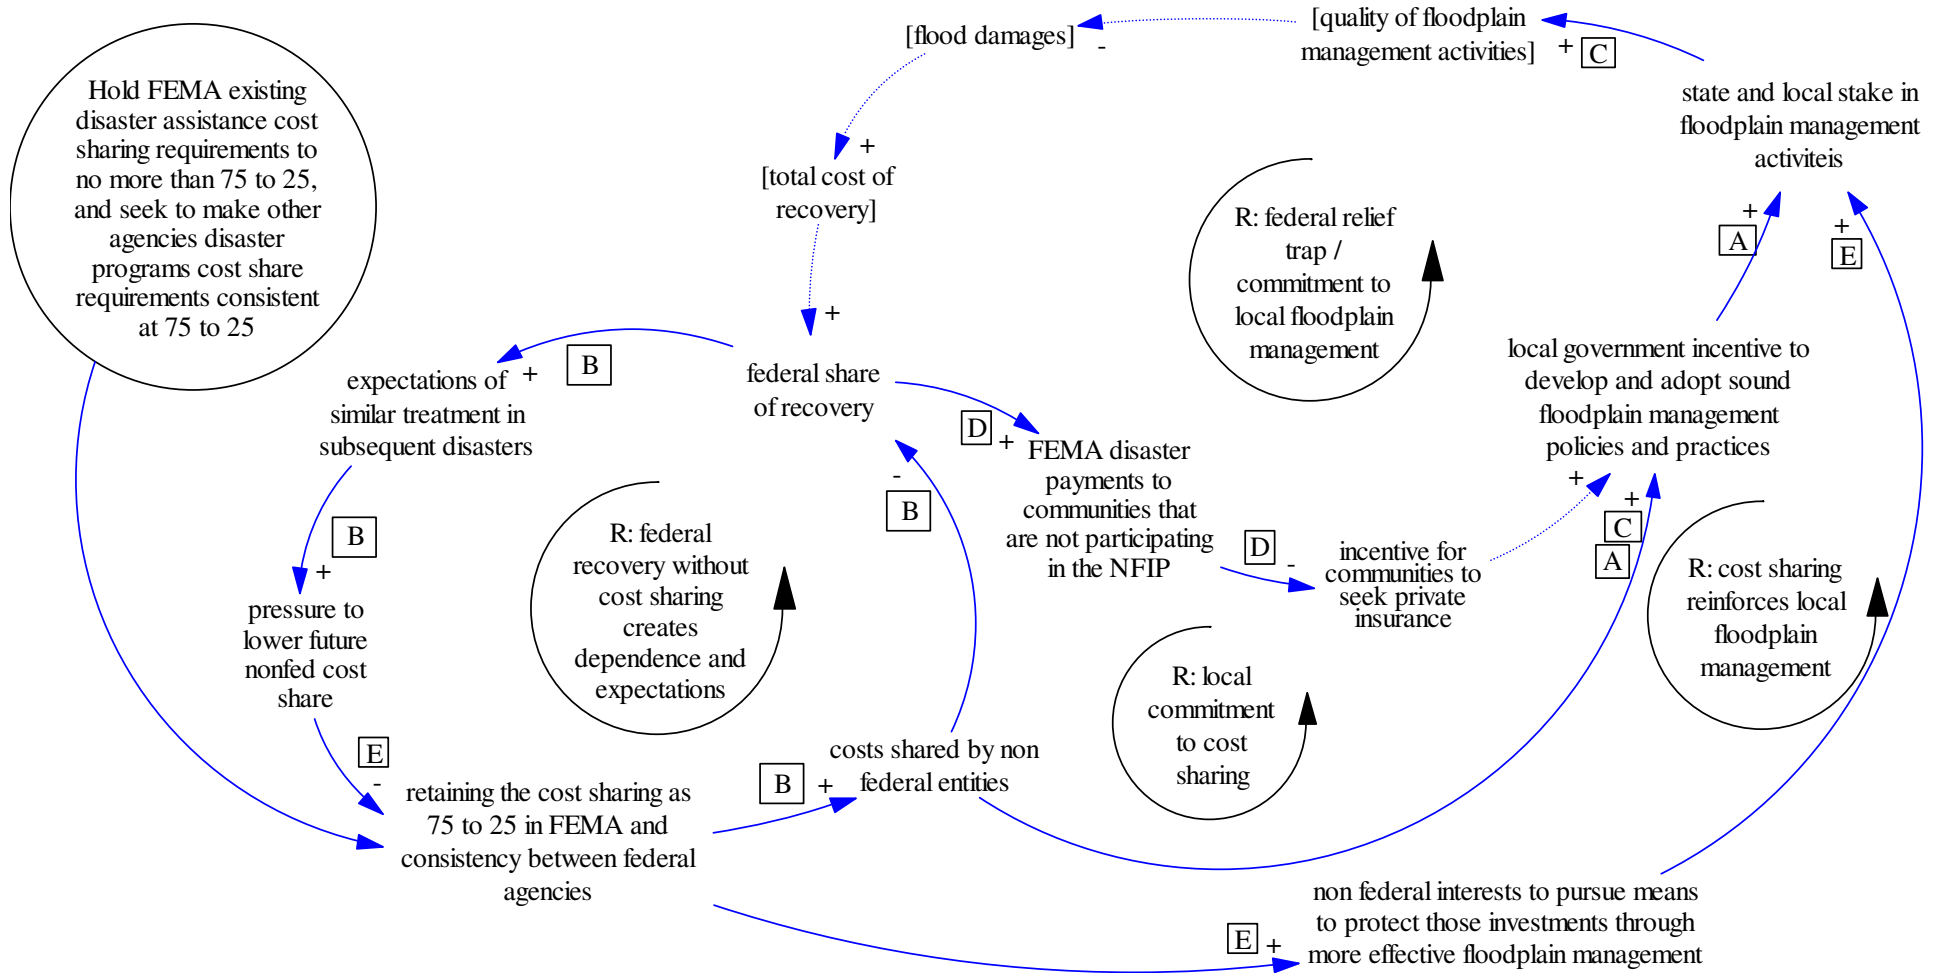 Hold FEMA existing
disaster assistance cost
sharing requirements to
no more than 75 to 25,
and seek to make other
agencies disaster
programs cost share
requirements consistent
at 75 to 25
[flood damages]
-
[quality of floodplain
management activities]
+
C
state and local stake in
floodplain management
activiteis
+
[total cost of
recovery]
+
R: federal relief
trap /
commitment to
local floodplain
management
+
A
+
E
expectations of
similar treatment in
subsequent disasters
+
B
federal share
of recovery
D
+
FEMA disaster
payments to
communities that
are not participating
in the NFIP
local government incentive to
develop and adopt sound
floodplain management
policies and practices
+
+
C
A
-
B
B
+
R: federal
recovery without
cost sharing
creates
dependence and
expectations
D
-
incentive for
communities to
seek private
insurance
R: cost sharing
reinforces local
floodplain
management
pressure to
lower future
nonfed cost
share
R: local
commitment
to cost
sharing
E
-
costs shared by non
federal entities
B
+
retaining the cost sharing as
75 to 25 in FEMA and
consistency between federal
agencies
E
+
non federal interests to pursue means
to protect those investments through
more effective floodplain management